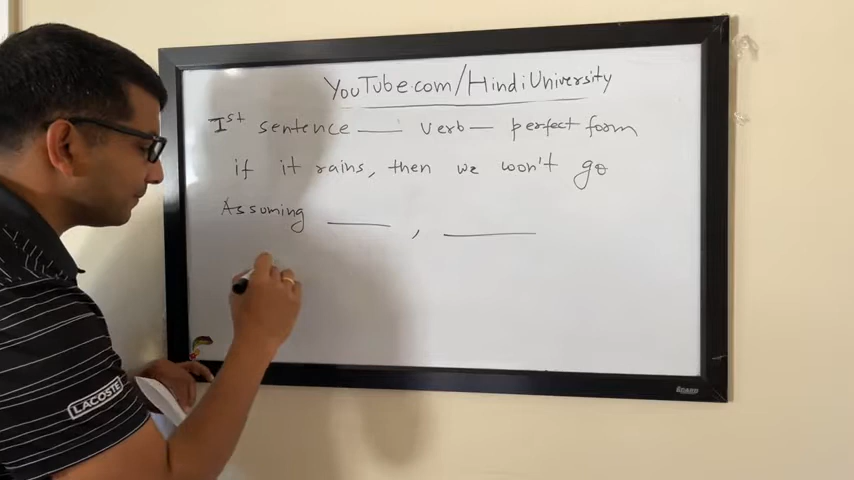 YouTube.com/HindiUniversity
Ist sentence ___ verb — perfect form
if it rains, then we won't go
Assuming ___ , ___
LACOSTE